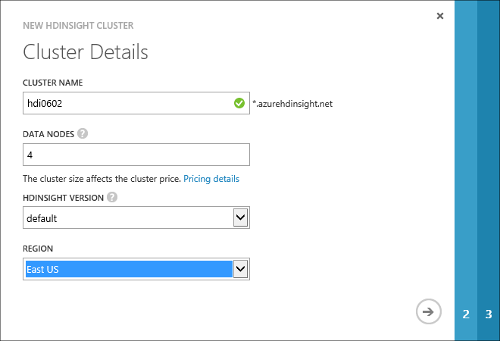 NEW HDINSIGHT CLUSTER
Cluster Details
CLUSTER NAME
hdi0602
*.azurehdinsight.net
DATA NODES ?
4
The cluster size affects the cluster price. Pricing details
HDINSIGHT VERSION ?
default
REGION
East US
2 3